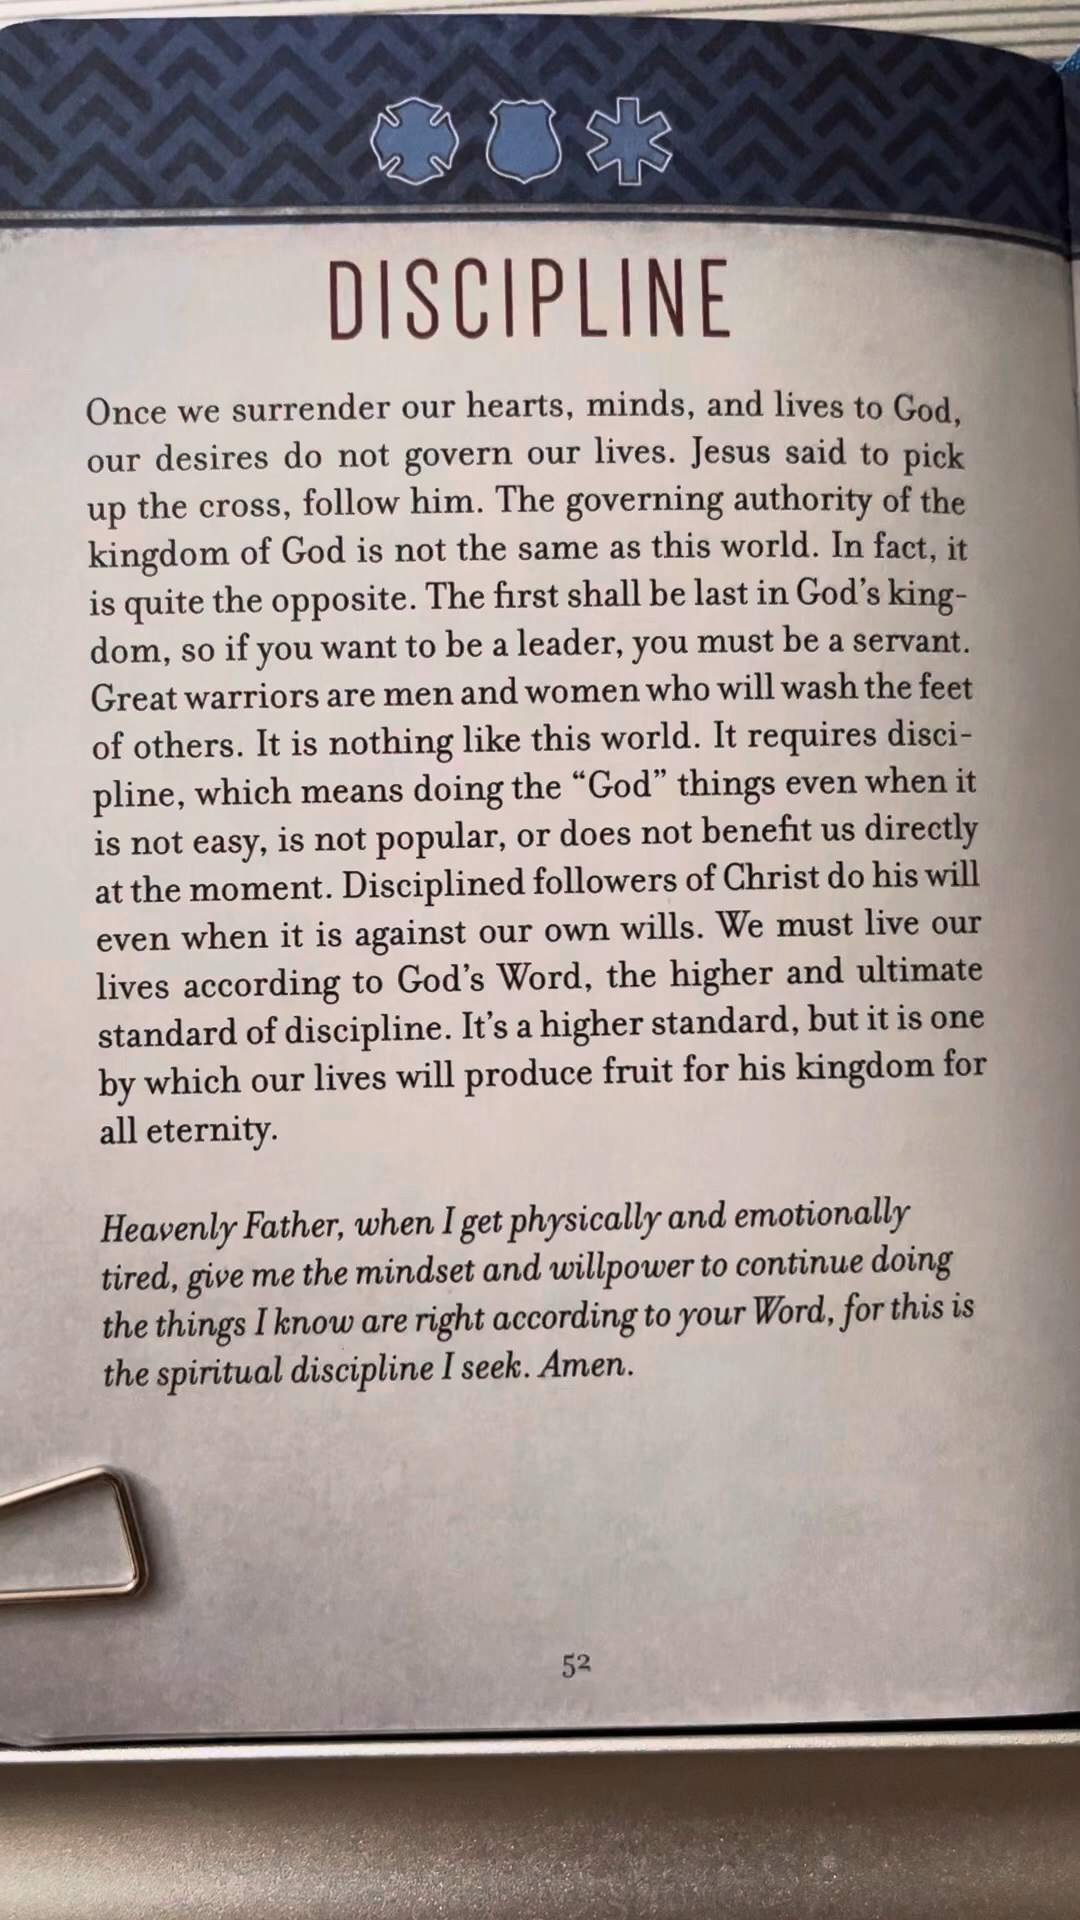 DISCIPLINE
Once we surrender our hearts, minds, and lives to God,
our desires do not govern our lives. Jesus said to pick
up the cross, follow him. The governing authority of the
kingdom of God is not the same as this world. In fact, it
is quite the opposite. The first shall be last in God's king-
dom, so if you want to be a leader, you must be a servant.
Great warriors are men and women who will wash the feet
of others. It is nothing like this world. It requires disci-
pline, which means doing the “God” things even when it
is not easy, is not popular, or does not benefit us directly
at the moment. Disciplined followers of Christ do his will
even when it is against our own wills. We must live our
lives according to God's Word, the higher and ultimate
standard of discipline. It's a higher standard, but it is one
by which our lives will produce fruit for his kingdom for
all eternity.
Heavenly Father, when I get physically and emotionally
tired, give me the mindset and willpower to continue doing
the things I know are right according to your Word, for this is
the spiritual discipline I seek. Amen.
52